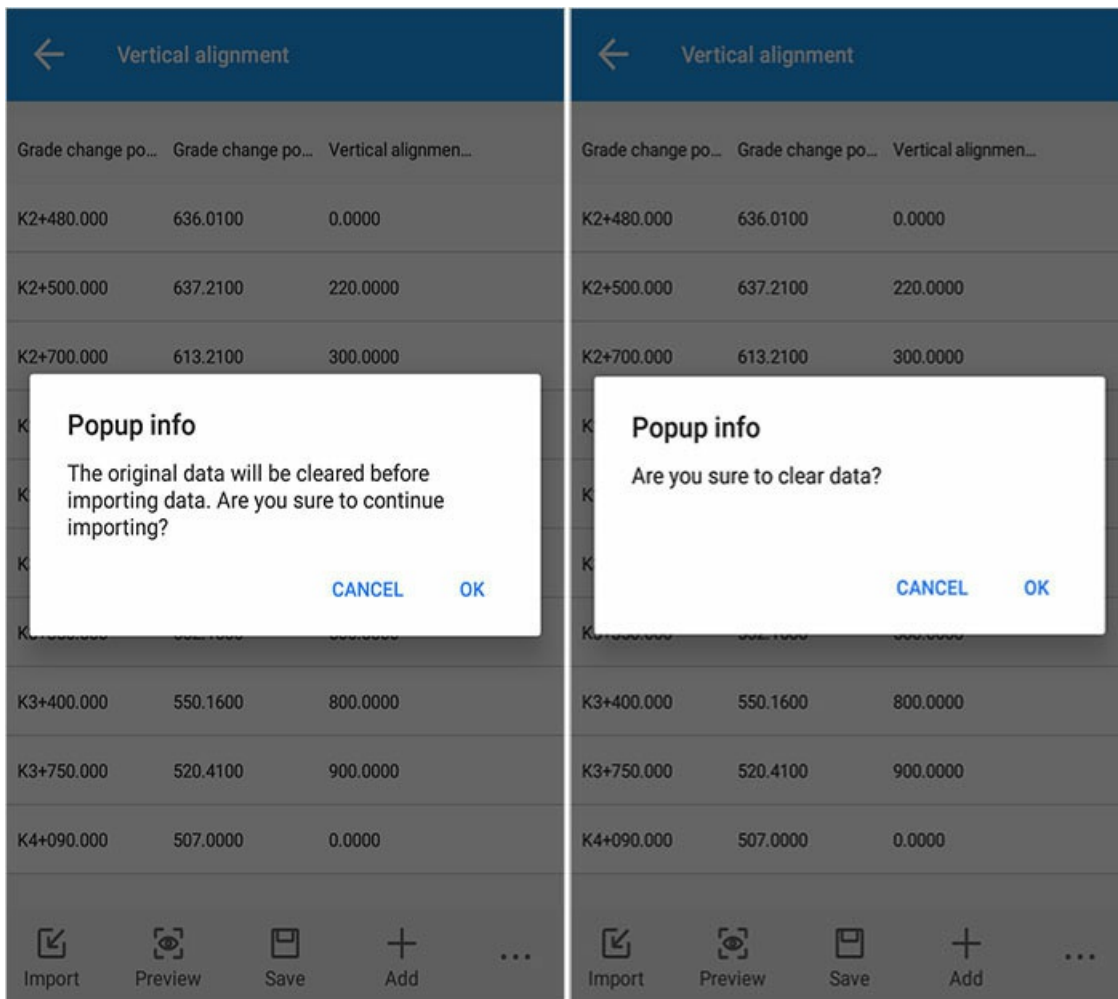 Vertical alignment
Grade change po... Grade change po... Vertical alignmen...
K2+480.000 636.0100 0.0000
K2+500.000 637.2100 220.0000
K2+700.000 613.2100 300.0000
Popup info
The original data will be cleared before
importing data. Are you sure to continue
importing?
CANCEL OK
K3+400.000 550.1600 800.0000
K3+750.000 520.4100 900.0000
K4+090.000 507.0000 0.0000
Import Preview Save Add ...
Vertical alignment
Grade change po... Grade change po... Vertical alignmen...
K2+480.000 636.0100 0.0000
K2+500.000 637.2100 220.0000
K2+700.000 613.2100 300.0000
Popup info
Are you sure to clear data?
CANCEL OK
K3+400.000 550.1600 800.0000
K3+750.000 520.4100 900.0000
K4+090.000 507.0000 0.0000
Import Preview Save Add ...